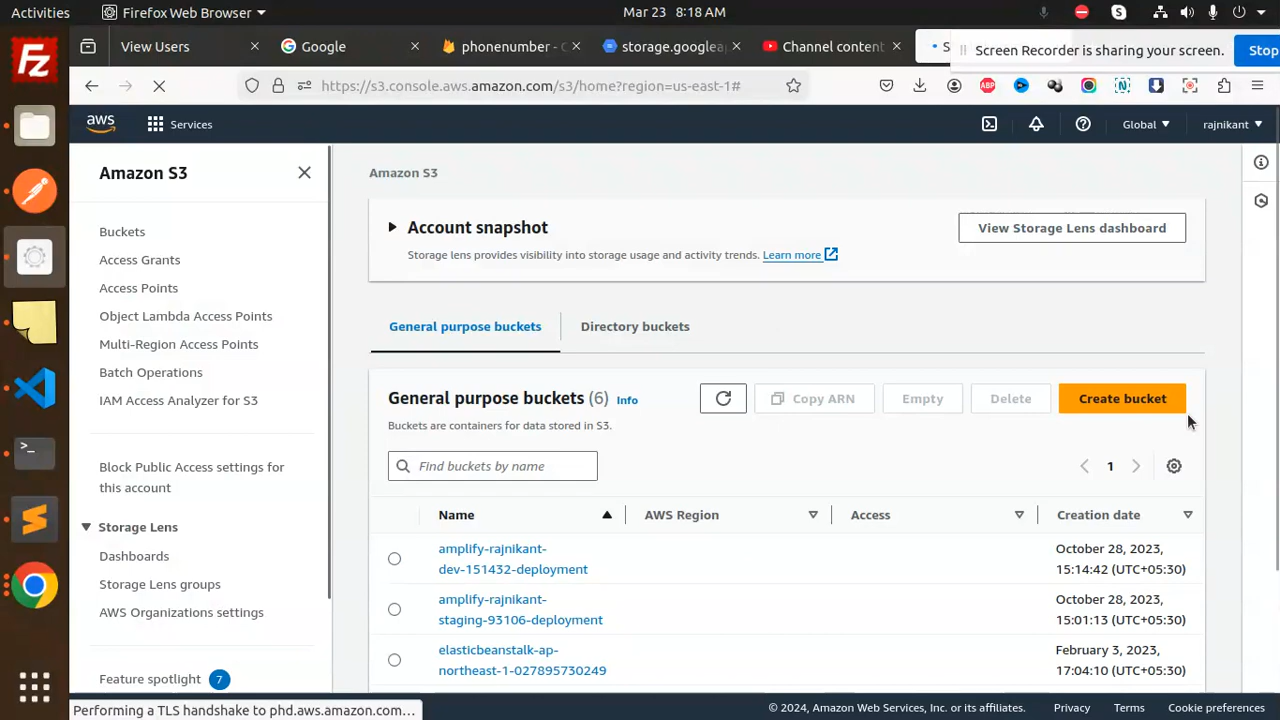 Activities
Firefox Web Browser
Mar 23 8:18 AM
View Users
Google
phonenumber - C
storage.googlea
Channel content
S
Screen Recorder is sharing your screen.
Stop
https://s3.console.aws.amazon.com/s3/home?region=us-east-1#
aws
Services
Global
rajnikant
Amazon S3
Buckets
Access Grants
Access Points
Object Lambda Access Points
Multi-Region Access Points
Batch Operations
IAM Access Analyzer for S3
Block Public Access settings for
this account
Storage Lens
Dashboards
Storage Lens groups
AWS Organizations settings
Feature spotlight 7
Amazon S3
Account snapshot
View Storage Lens dashboard
Storage lens provides visibility into storage usage and activity trends. Learn more
General purpose buckets
Directory buckets
General purpose buckets (6) Info
Copy ARN
Empty
Delete
Create bucket
Buckets are containers for data stored in S3.
Find buckets by name
1
Name
AWS Region
Access
Creation date
amplify-rajnikant-
dev-151432-deployment
October 28, 2023,
15:14:42 (UTC+05:30)
amplify-rajnikant-
staging-93106-deployment
October 28, 2023,
15:01:13 (UTC+05:30)
elasticbeanstalk-ap-
northeast-1-027895730249
February 3, 2023,
17:04:10 (UTC+05:30)
Performing a TLS handshake to phd.aws.amazon.com…
© 2024, Amazon Web Services, Inc. or its affiliates.
Privacy
Terms
Cookie preferences